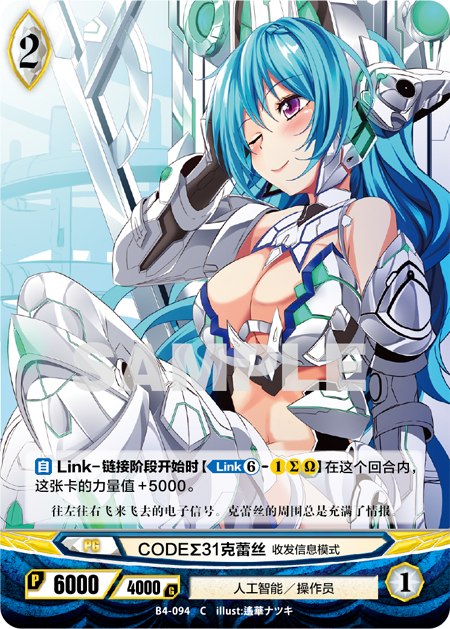 2
SAMPLE
自 Link-链接阶段开始时【Link 6 - 1 Σ Ω】在这个回合内，
这张卡的力量值+5000。
往左往右飞来飞去的电子信号。克蕾丝的周围总是充满了情报
PG CODEΣ31克蕾丝 收发信息模式
P 6000 / 4000 G 人工智能／操作员 1
B4-094 C illust:遙華ナツキ